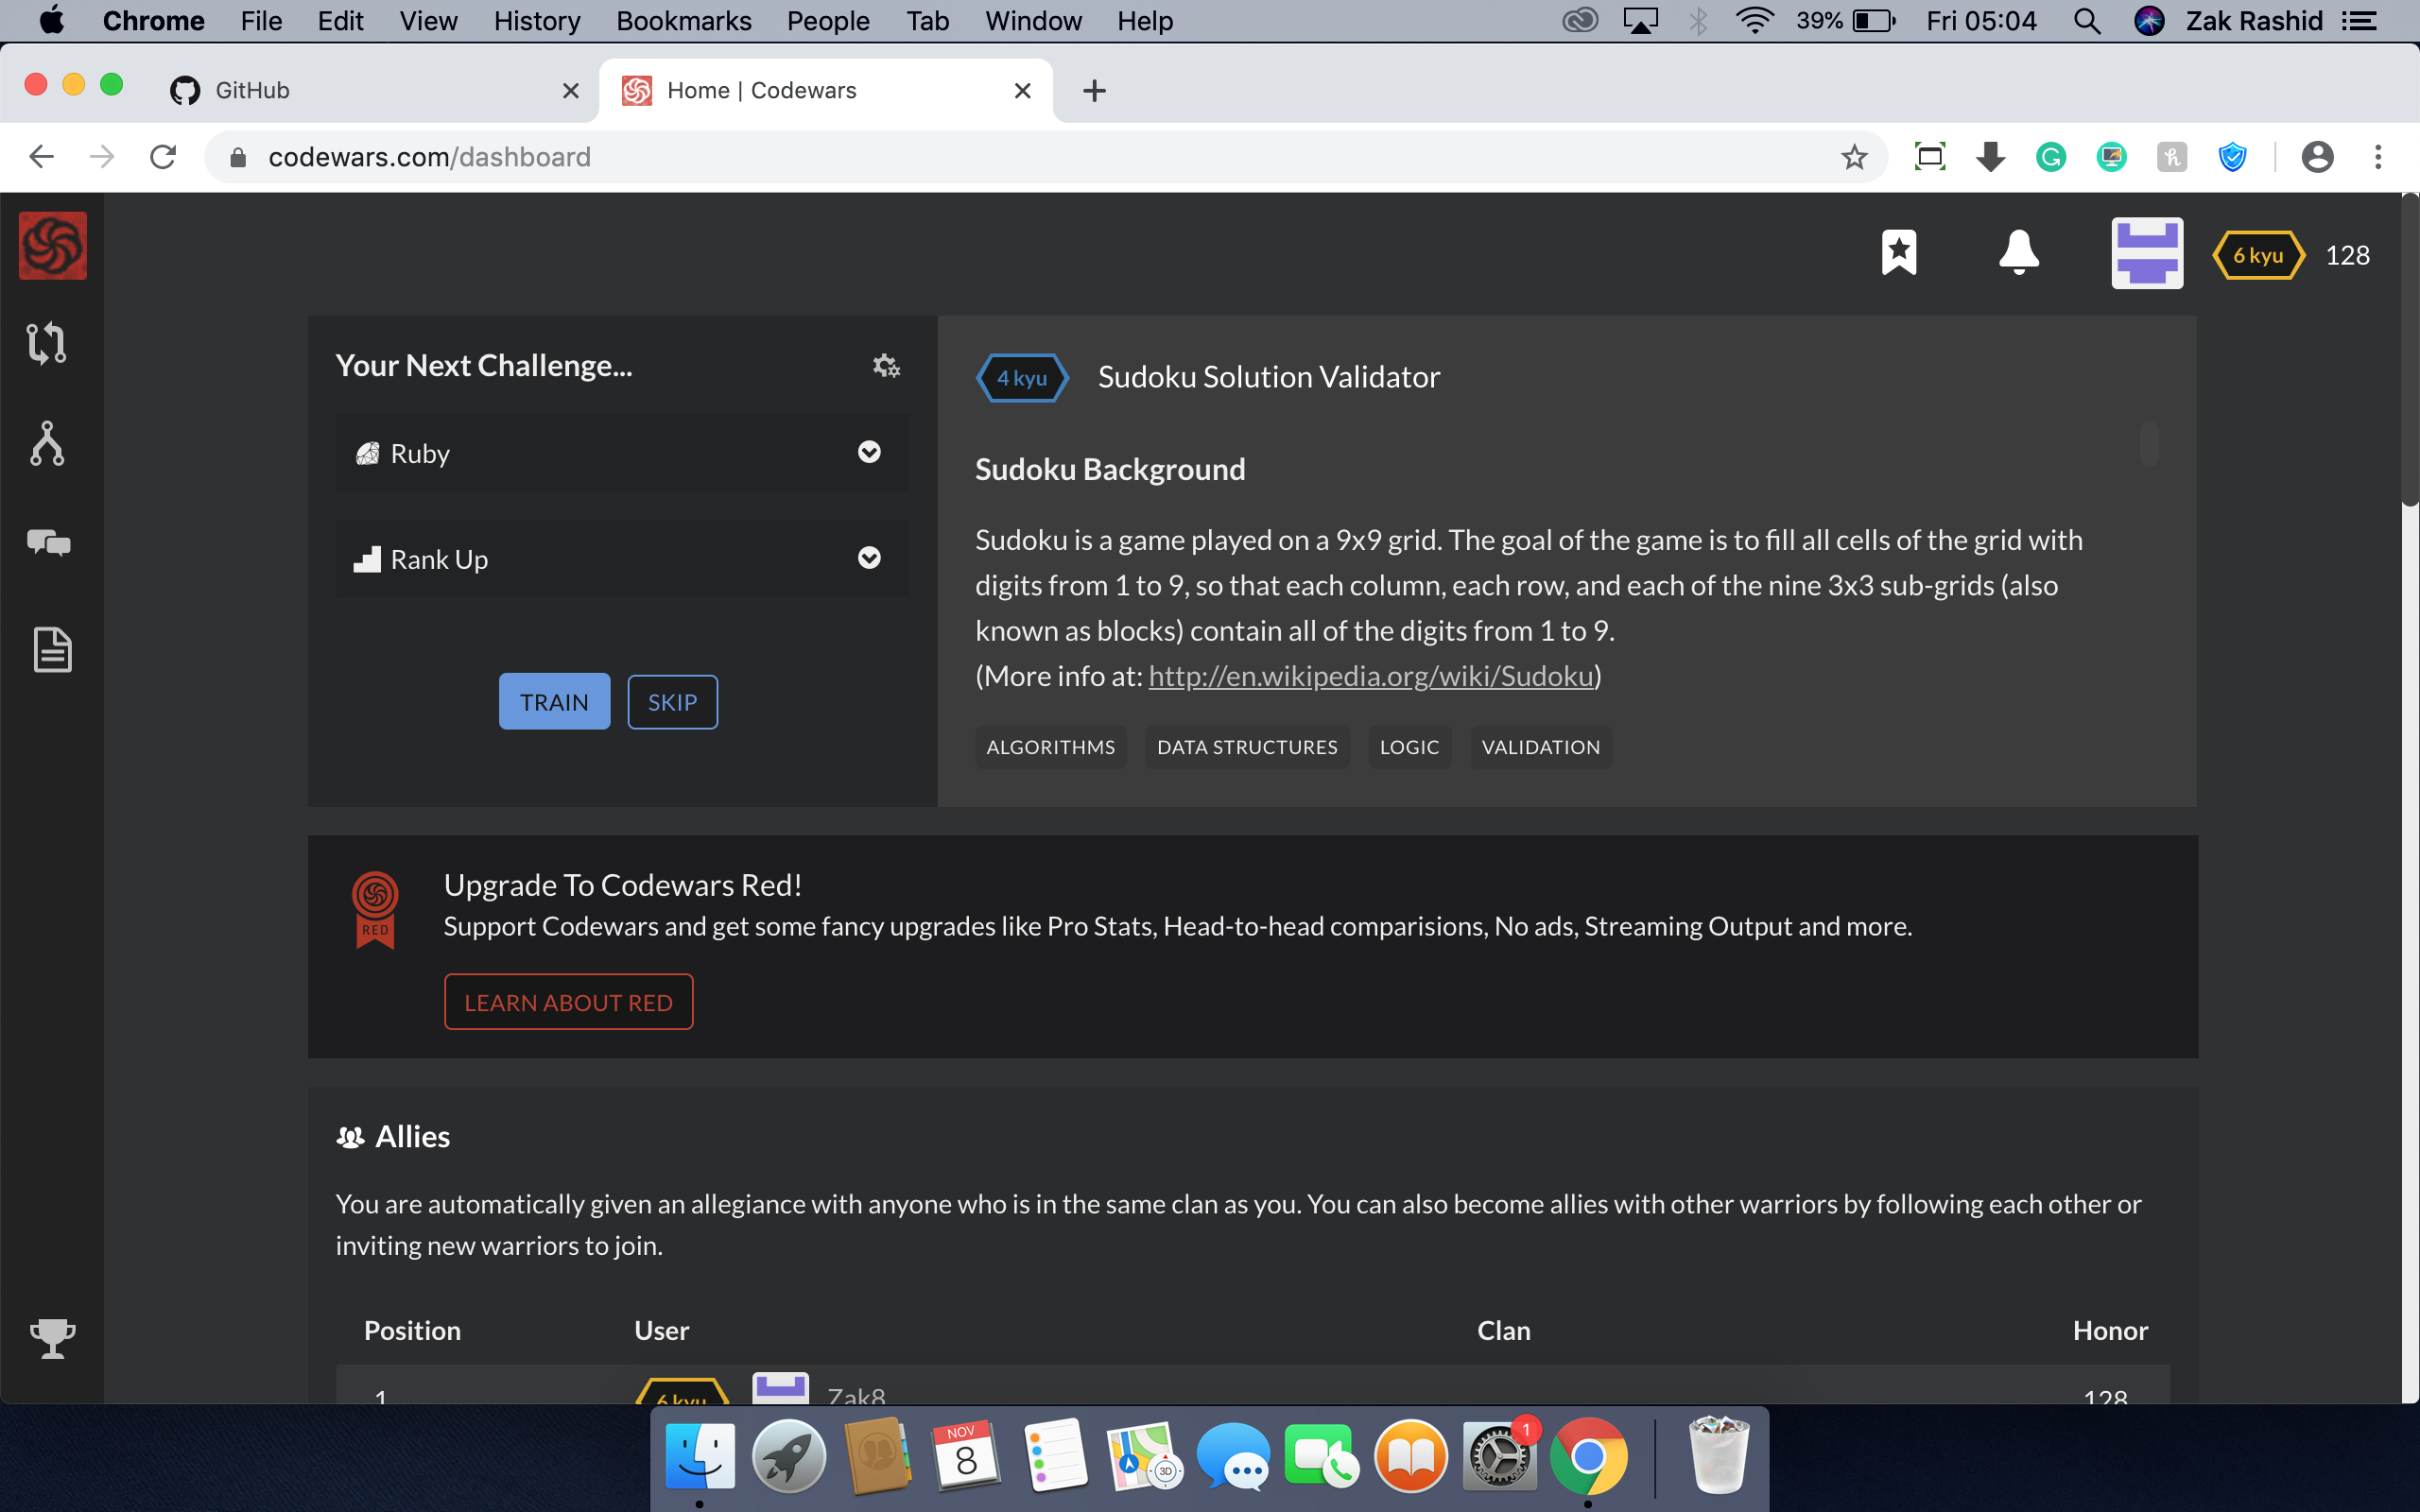 Chrome File Edit View History Bookmarks People Tab Window Help 39% Fri 05:04 Zak Rashid
GitHub Home | Codewars
codewars.com/dashboard
6 kyu 128
Your Next Challenge...
Ruby
Rank Up
TRAIN SKIP
4 kyu Sudoku Solution Validator
Sudoku Background
Sudoku is a game played on a 9x9 grid. The goal of the game is to fill all cells of the grid with
digits from 1 to 9, so that each column, each row, and each of the nine 3x3 sub-grids (also
known as blocks) contain all of the digits from 1 to 9.
(More info at: http://en.wikipedia.org/wiki/Sudoku)
ALGORITHMS DATA STRUCTURES LOGIC VALIDATION
RED
Upgrade To Codewars Red!
Support Codewars and get some fancy upgrades like Pro Stats, Head-to-head comparisions, No ads, Streaming Output and more.
LEARN ABOUT RED
Allies
You are automatically given an allegiance with anyone who is in the same clan as you. You can also become allies with other warriors by following each other or
inviting new warriors to join.
Position User Clan Honor
1 6 kyu Zak8 128
NOV
8
3D
1